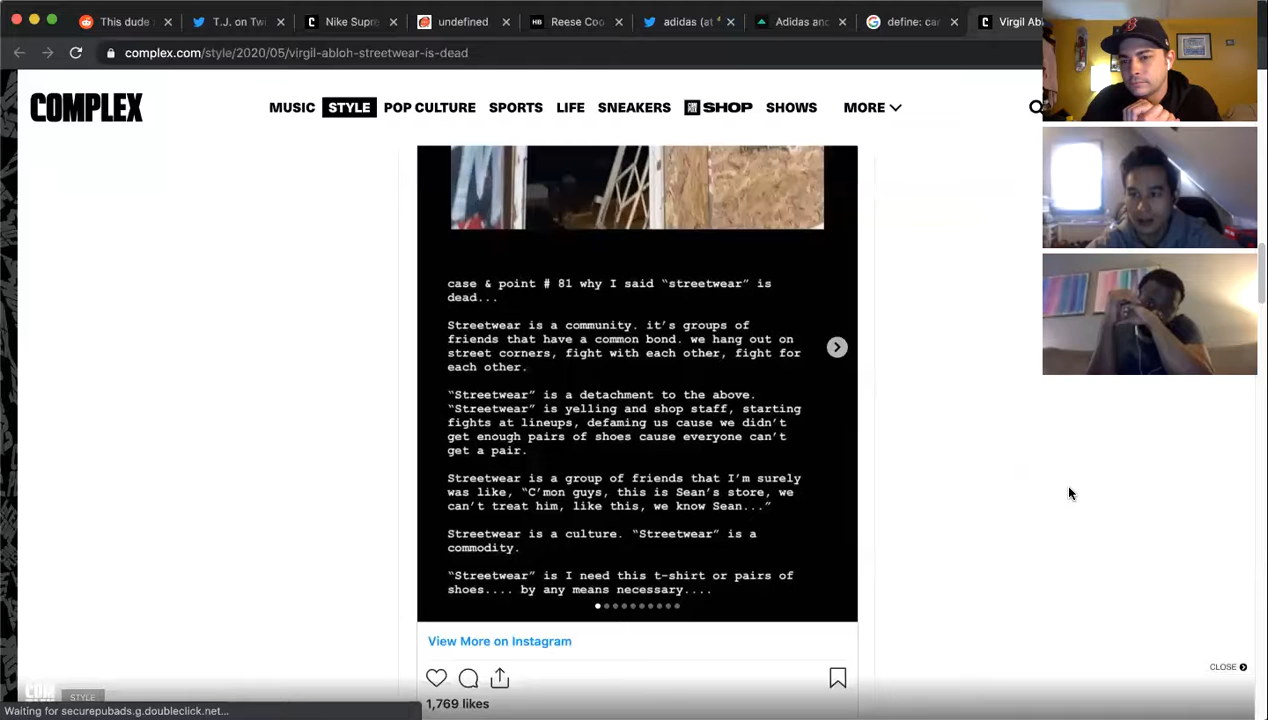 This dude
T.J. on Tw
Nike Supre
undefined
Reese Coo
adidas (at
Adidas and
define: car
Virgil Ab
complex.com/style/2020/05/virgil-abloh-streetwear-is-dead
COMPLEX
MUSIC STYLE POP CULTURE SPORTS LIFE SNEAKERS SHOP SHOWS MORE
case & point # 81 why I said “streetwear” is
dead...
Streetwear is a community. it’s groups of
friends that have a common bond. we hang out on
street corners, fight with each other, fight for
each other.
“Streetwear” is a detachment to the above.
“Streetwear” is yelling and shop staff, starting
fights at lineups, defaming us cause we didn’t
get enough pairs of shoes cause everyone can’t
get a pair.
Streetwear is a group of friends that I’m surely
was like, “C’mon guys, this is Sean’s store, we
can’t treat him, like this, we know Sean...”
Streetwear is a culture. “Streetwear” is a
commodity.
“Streetwear” is I need this t-shirt or pairs of
shoes.... by any means necessary....
View More on Instagram
1,769 likes
CLOSE
COM
STYLE
Waiting for securepubads.g.doubleclick.net...